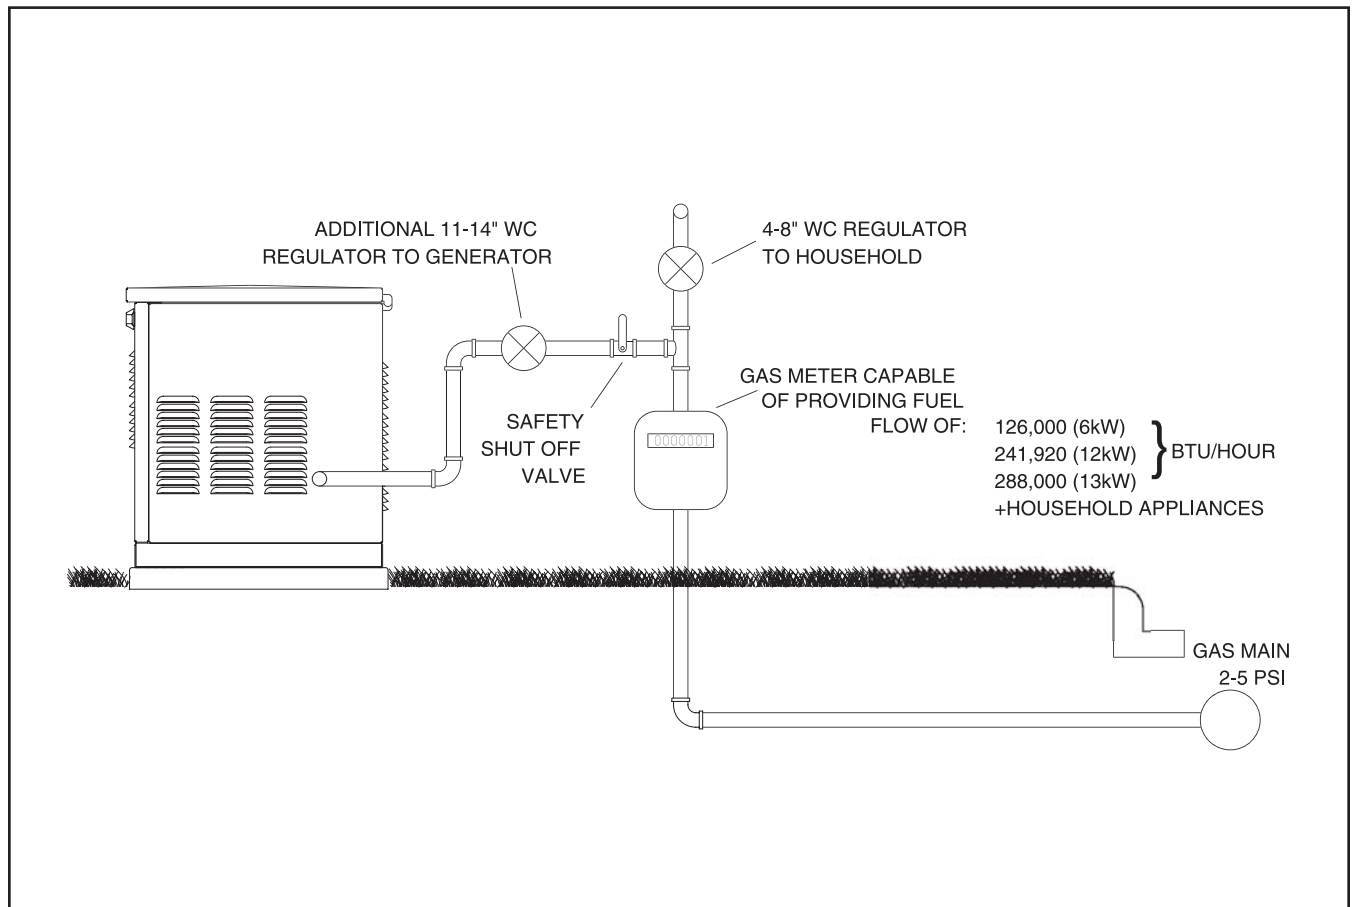 ADDITIONAL 11-14" WC
REGULATOR TO GENERATOR
4-8" WC REGULATOR
TO HOUSEHOLD
SAFETY
SHUT OFF
VALVE
GAS METER CAPABLE
OF PROVIDING FUEL
FLOW OF:
126,000 (6kW)
241,920 (12kW)
288,000 (13kW)
} BTU/HOUR
+HOUSEHOLD APPLIANCES
0000001
GAS MAIN
2-5 PSI